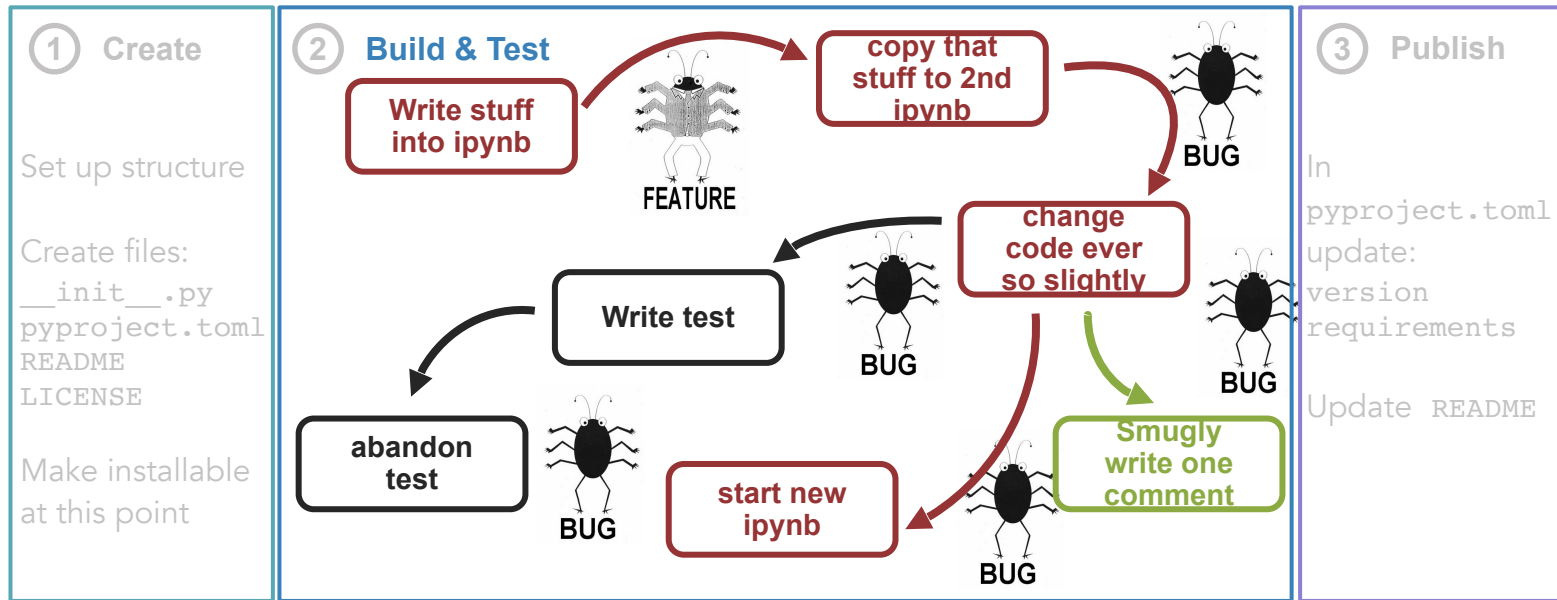 1 Create
Set up structure
Create files:
__init__.py
pyproject.toml
README
LICENSE
Make installable
at this point
2 Build & Test
Write stuff
into ipynb
FEATURE
copy that
stuff to 2nd
ipynb
BUG
change
code ever
so slightly
BUG
BUG
Write test
abandon
test
BUG
start new
ipynb
BUG
Smugly
write one
comment
3 Publish
In
pyproject.toml
update:
version
requirements
Update README